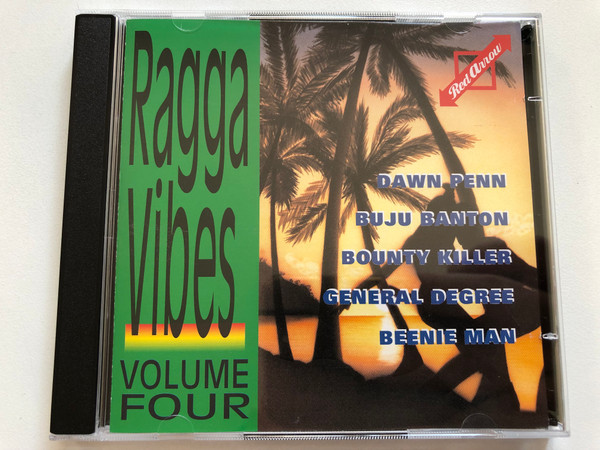 Ragga
Vibes
VOLUME
FOUR
Red Arrow
DAWN PENN
BUJU BANTON
BOUNTY KILLER
GENERAL DEGREE
BEENIE MAN